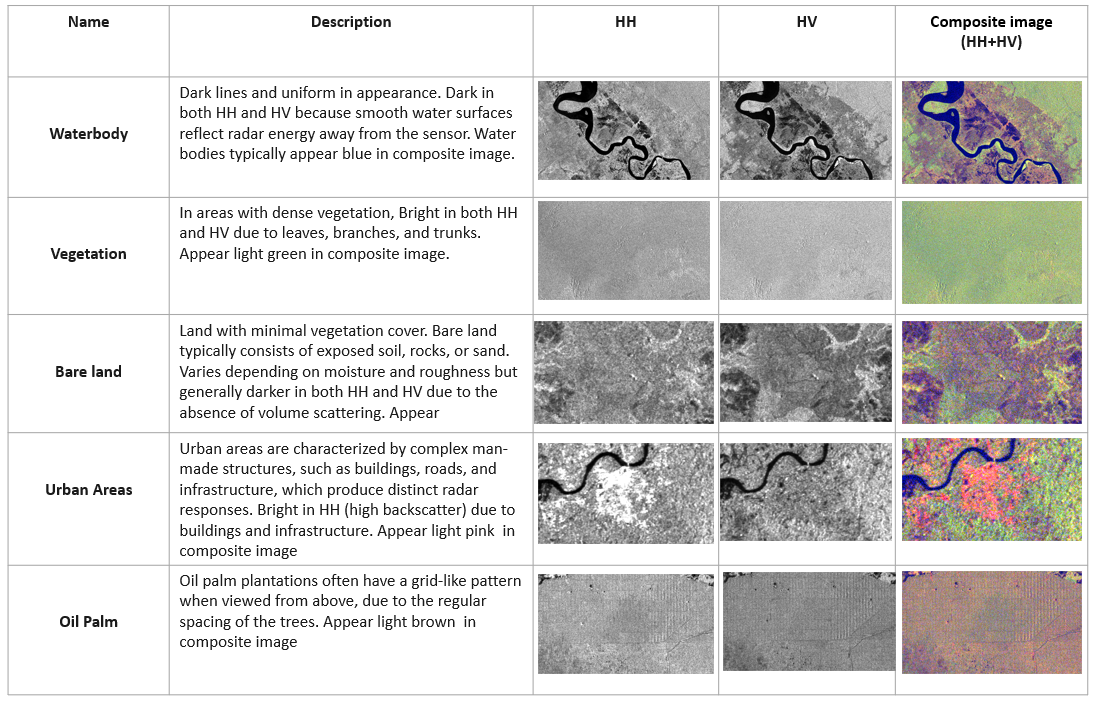 Name
Description
HH
HV
Composite image
(HH+HV)
Waterbody
Dark lines and uniform in appearance. Dark in
both HH and HV because smooth water surfaces
reflect radar energy away from the sensor. Water
bodies typically appear blue in composite image.
Vegetation
In areas with dense vegetation, Bright in both HH
and HV due to leaves, branches, and trunks.
Appear light green in composite image.
Bare land
Land with minimal vegetation cover. Bare land
typically consists of exposed soil, rocks, or sand.
Varies depending on moisture and roughness but
generally darker in both HH and HV due to the
absence of volume scattering. Appear
Urban Areas
Urban areas are characterized by complex man-
made structures, such as buildings, roads, and
infrastructure, which produce distinct radar
responses. Bright in HH (high backscatter) due to
buildings and infrastructure. Appear light pink  in
composite image
Oil Palm
Oil palm plantations often have a grid-like pattern
when viewed from above, due to the regular
spacing of the trees. Appear light brown  in
composite image